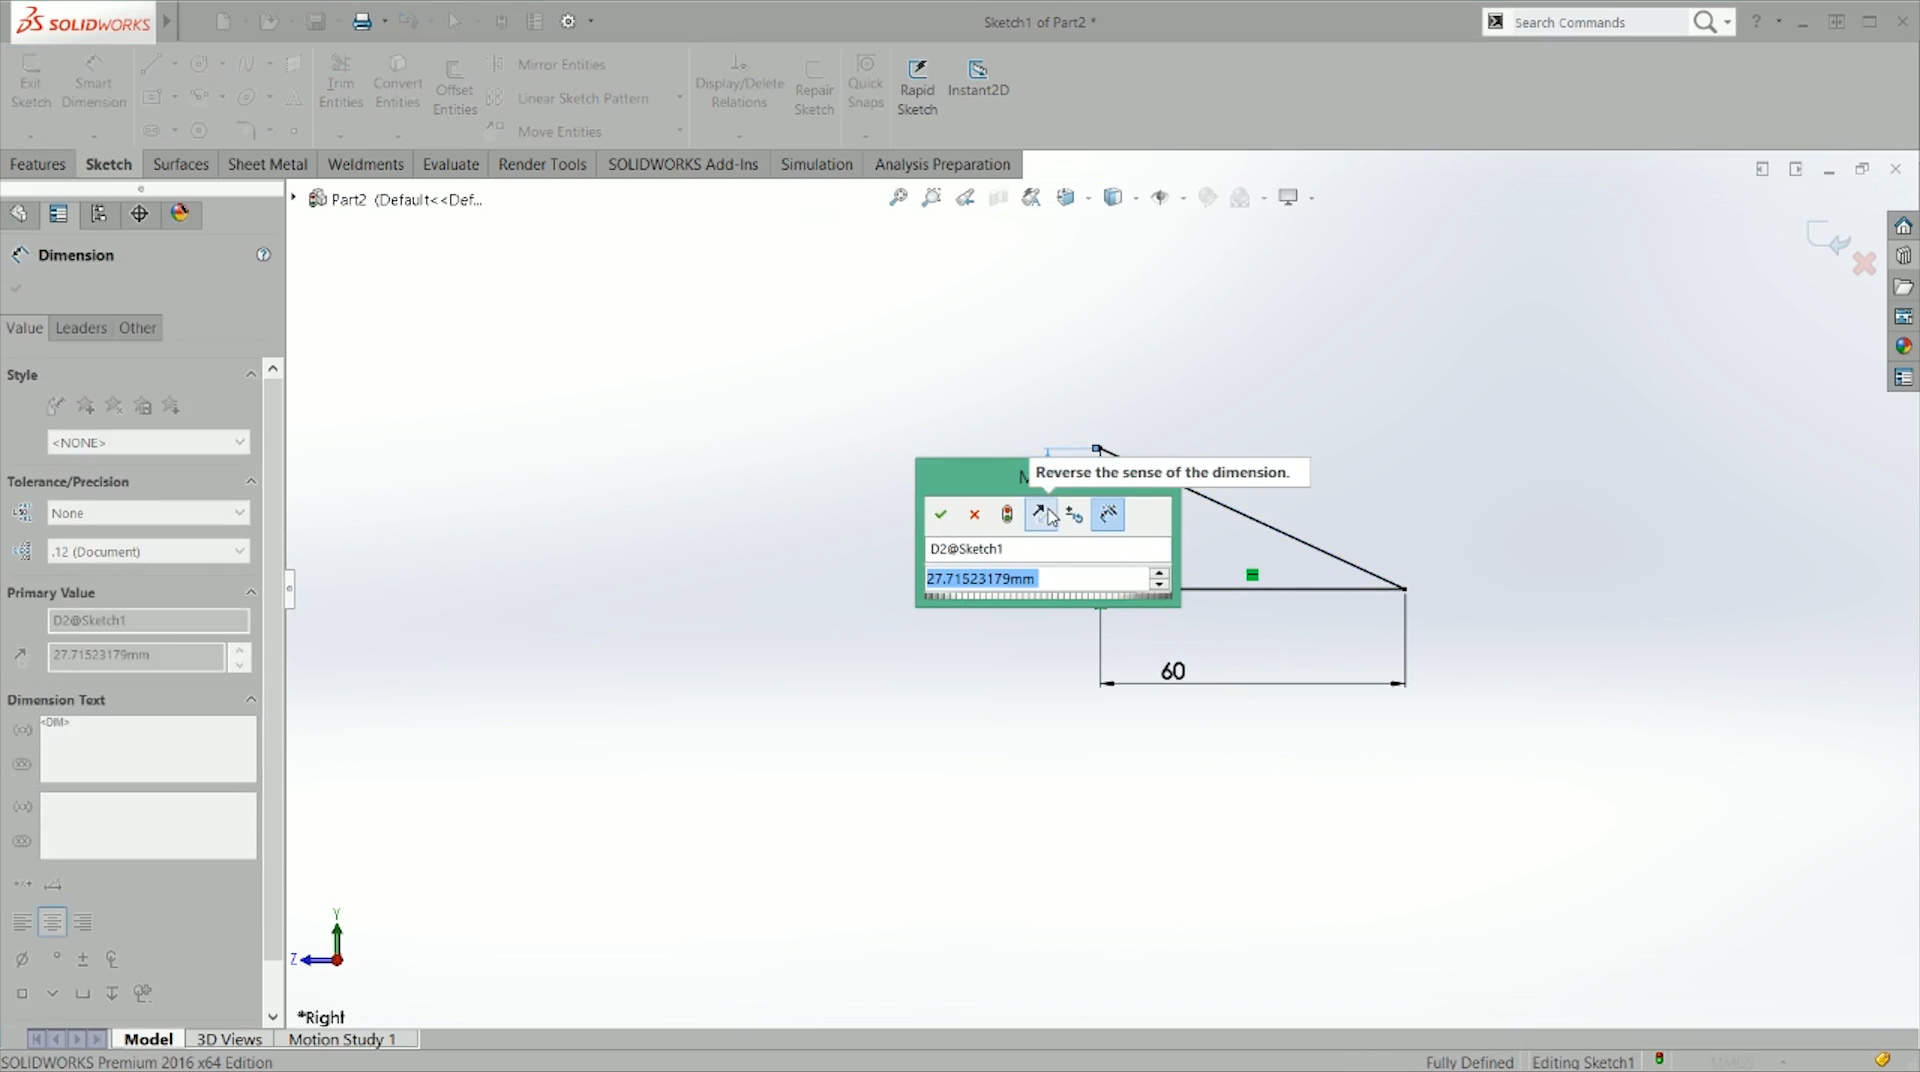 SOLIDWORKS
Sketch1 of Part2 *
Search Commands
?
Exit Sketch
Smart Dimension
Trim Entities
Convert Entities
Offset Entities
Mirror Entities
Linear Sketch Pattern
Move Entities
Display/Delete Relations
Repair Sketch
Quick Snaps
Rapid Sketch
Instant2D
Features
Sketch
Surfaces
Sheet Metal
Weldments
Evaluate
Render Tools
SOLIDWORKS Add-Ins
Simulation
Analysis Preparation
Part2 (Default<<Def...
Dimension
Value
Leaders
Other
Style
<NONE>
Tolerance/Precision
None
.12 (Document)
Primary Value
D2@Sketch1
27.71523179mm
Dimension Text
<DIM>
Reverse the sense of the dimension.
D2@Sketch1
27.71523179mm
60
Y
Z
*Right
Model
3D Views
Motion Study 1
SOLIDWORKS Premium 2016 x64 Edition
Fully Defined
Editing Sketch1
MMGS